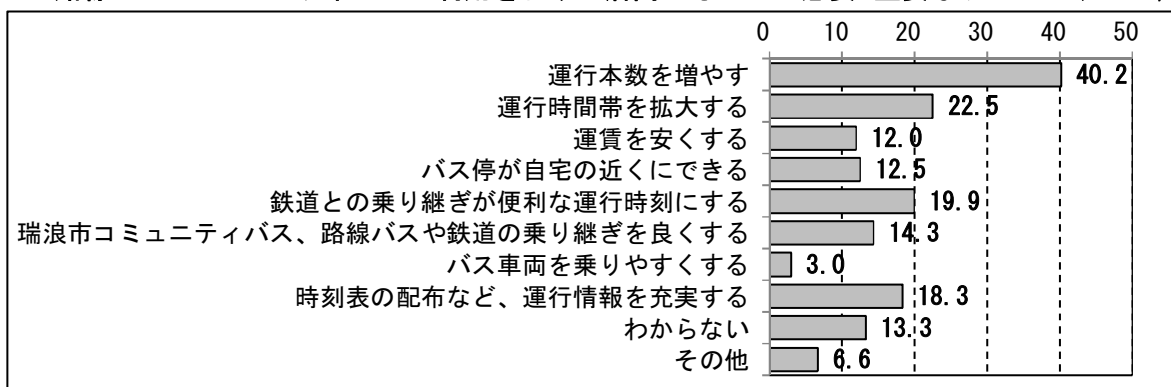 0 10 20 30 40 50
運行本数を増やす 40.2
運行時間帯を拡大する 22.5
運賃を安くする 12.0
バス停が自宅の近くにできる 12.5
鉄道との乗り継ぎが便利な運行時刻にする 19.9
瑞浪市コミュニティバス、路線バスや鉄道の乗り継ぎを良くする 14.3
バス車両を乗りやすくする 3.0
時刻表の配布など、運行情報を充実する 18.3
わからない 13.3
その他 6.6